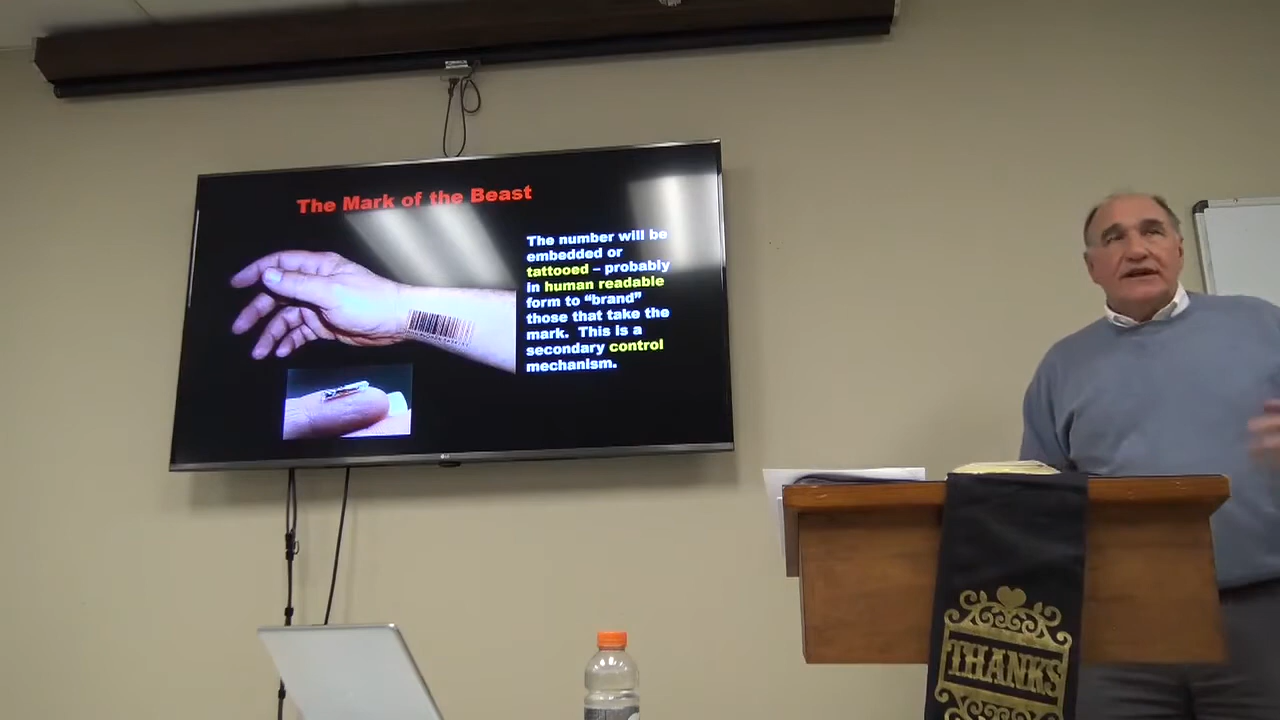 The Mark of the Beast
The number will be
embedded or
tattooed – probably
in human readable
form to “brand”
those that take the
mark. This is a
secondary control
mechanism.
LG
THANKS